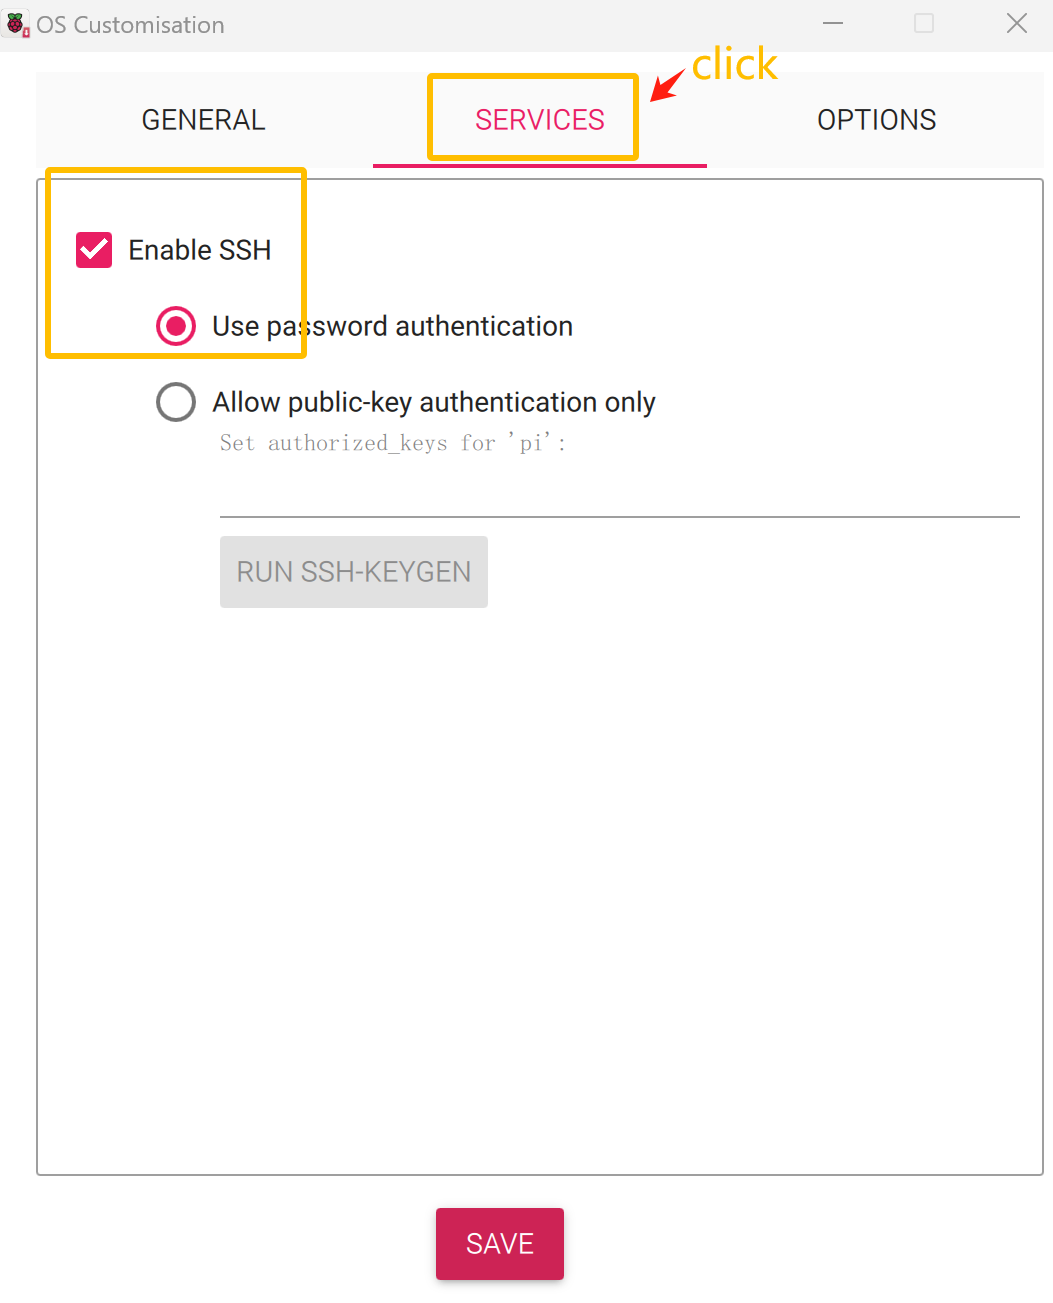 OS Customisation
click
GENERAL SERVICES OPTIONS
Enable SSH
Use password authentication
Allow public-key authentication only
Set authorized_keys for 'pi':
RUN SSH-KEYGEN
SAVE